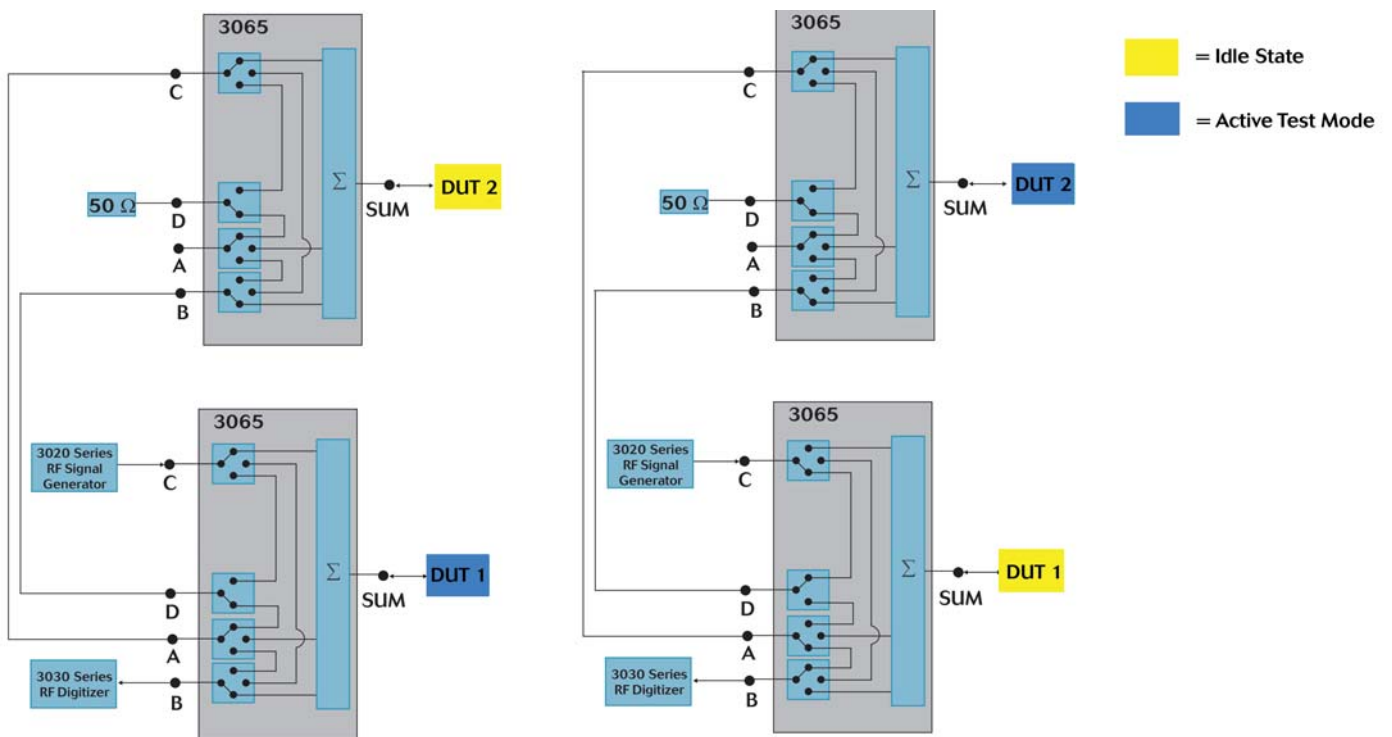 3065
C
50 Ω
D
A
B
Σ
SUM
DUT 2
3065
3020 Series
RF Signal
Generator
C
D
A
3030 Series
RF Digitizer
B
Σ
SUM
DUT 1
3065
C
50 Ω
D
A
B
Σ
SUM
DUT 2
3065
3020 Series
RF Signal
Generator
C
D
A
3030 Series
RF Digitizer
B
Σ
SUM
DUT 1
= Idle State
= Active Test Mode